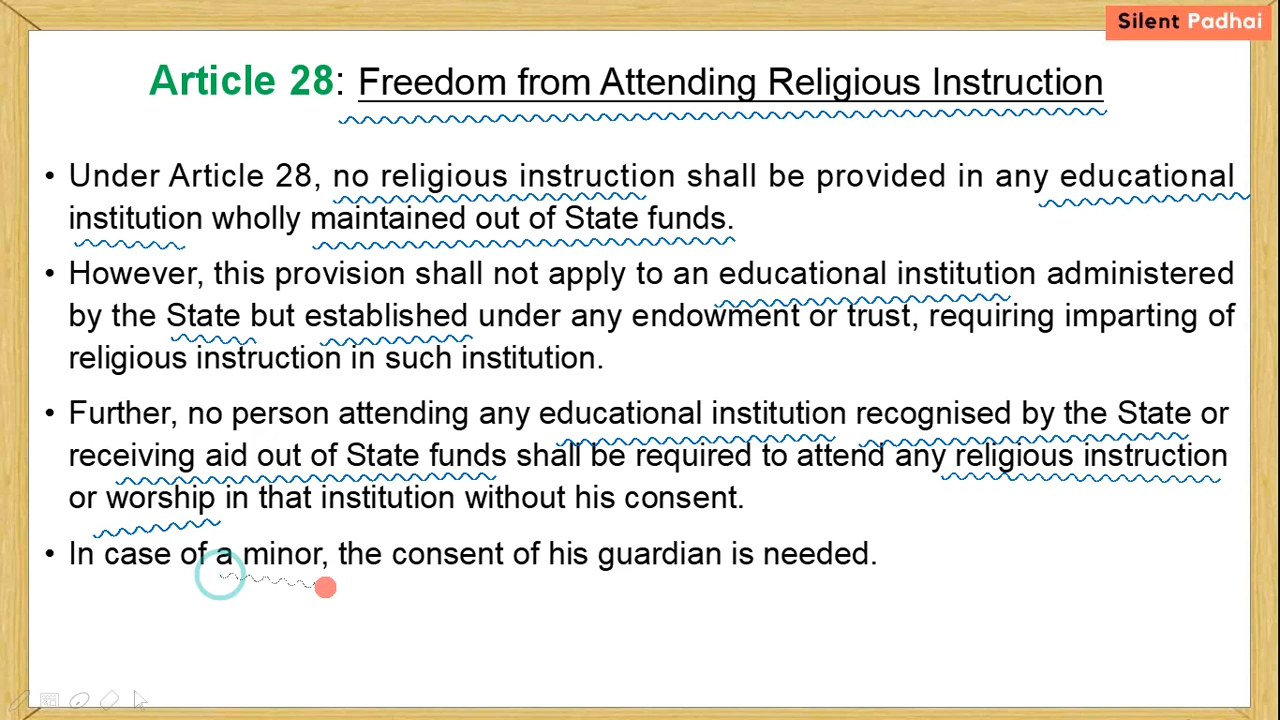 Silent Padhai
Article 28: Freedom from Attending Religious Instruction
• Under Article 28, no religious instruction shall be provided in any educational
institution wholly maintained out of State funds.
• However, this provision shall not apply to an educational institution administered
by the State but established under any endowment or trust, requiring imparting of
religious instruction in such institution.
• Further, no person attending any educational institution recognised by the State or
receiving aid out of State funds shall be required to attend any religious instruction
or worship in that institution without his consent.
• In case of a minor, the consent of his guardian is needed.